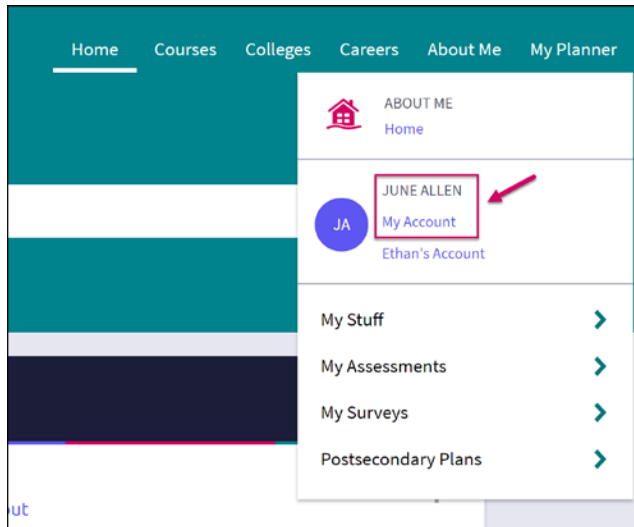 Home Courses Colleges Careers About Me My Planner
ABOUT ME
Home
JUNE ALLEN
JA
My Account
Ethan's Account
My Stuff
My Assessments
My Surveys
Postsecondary Plans
out